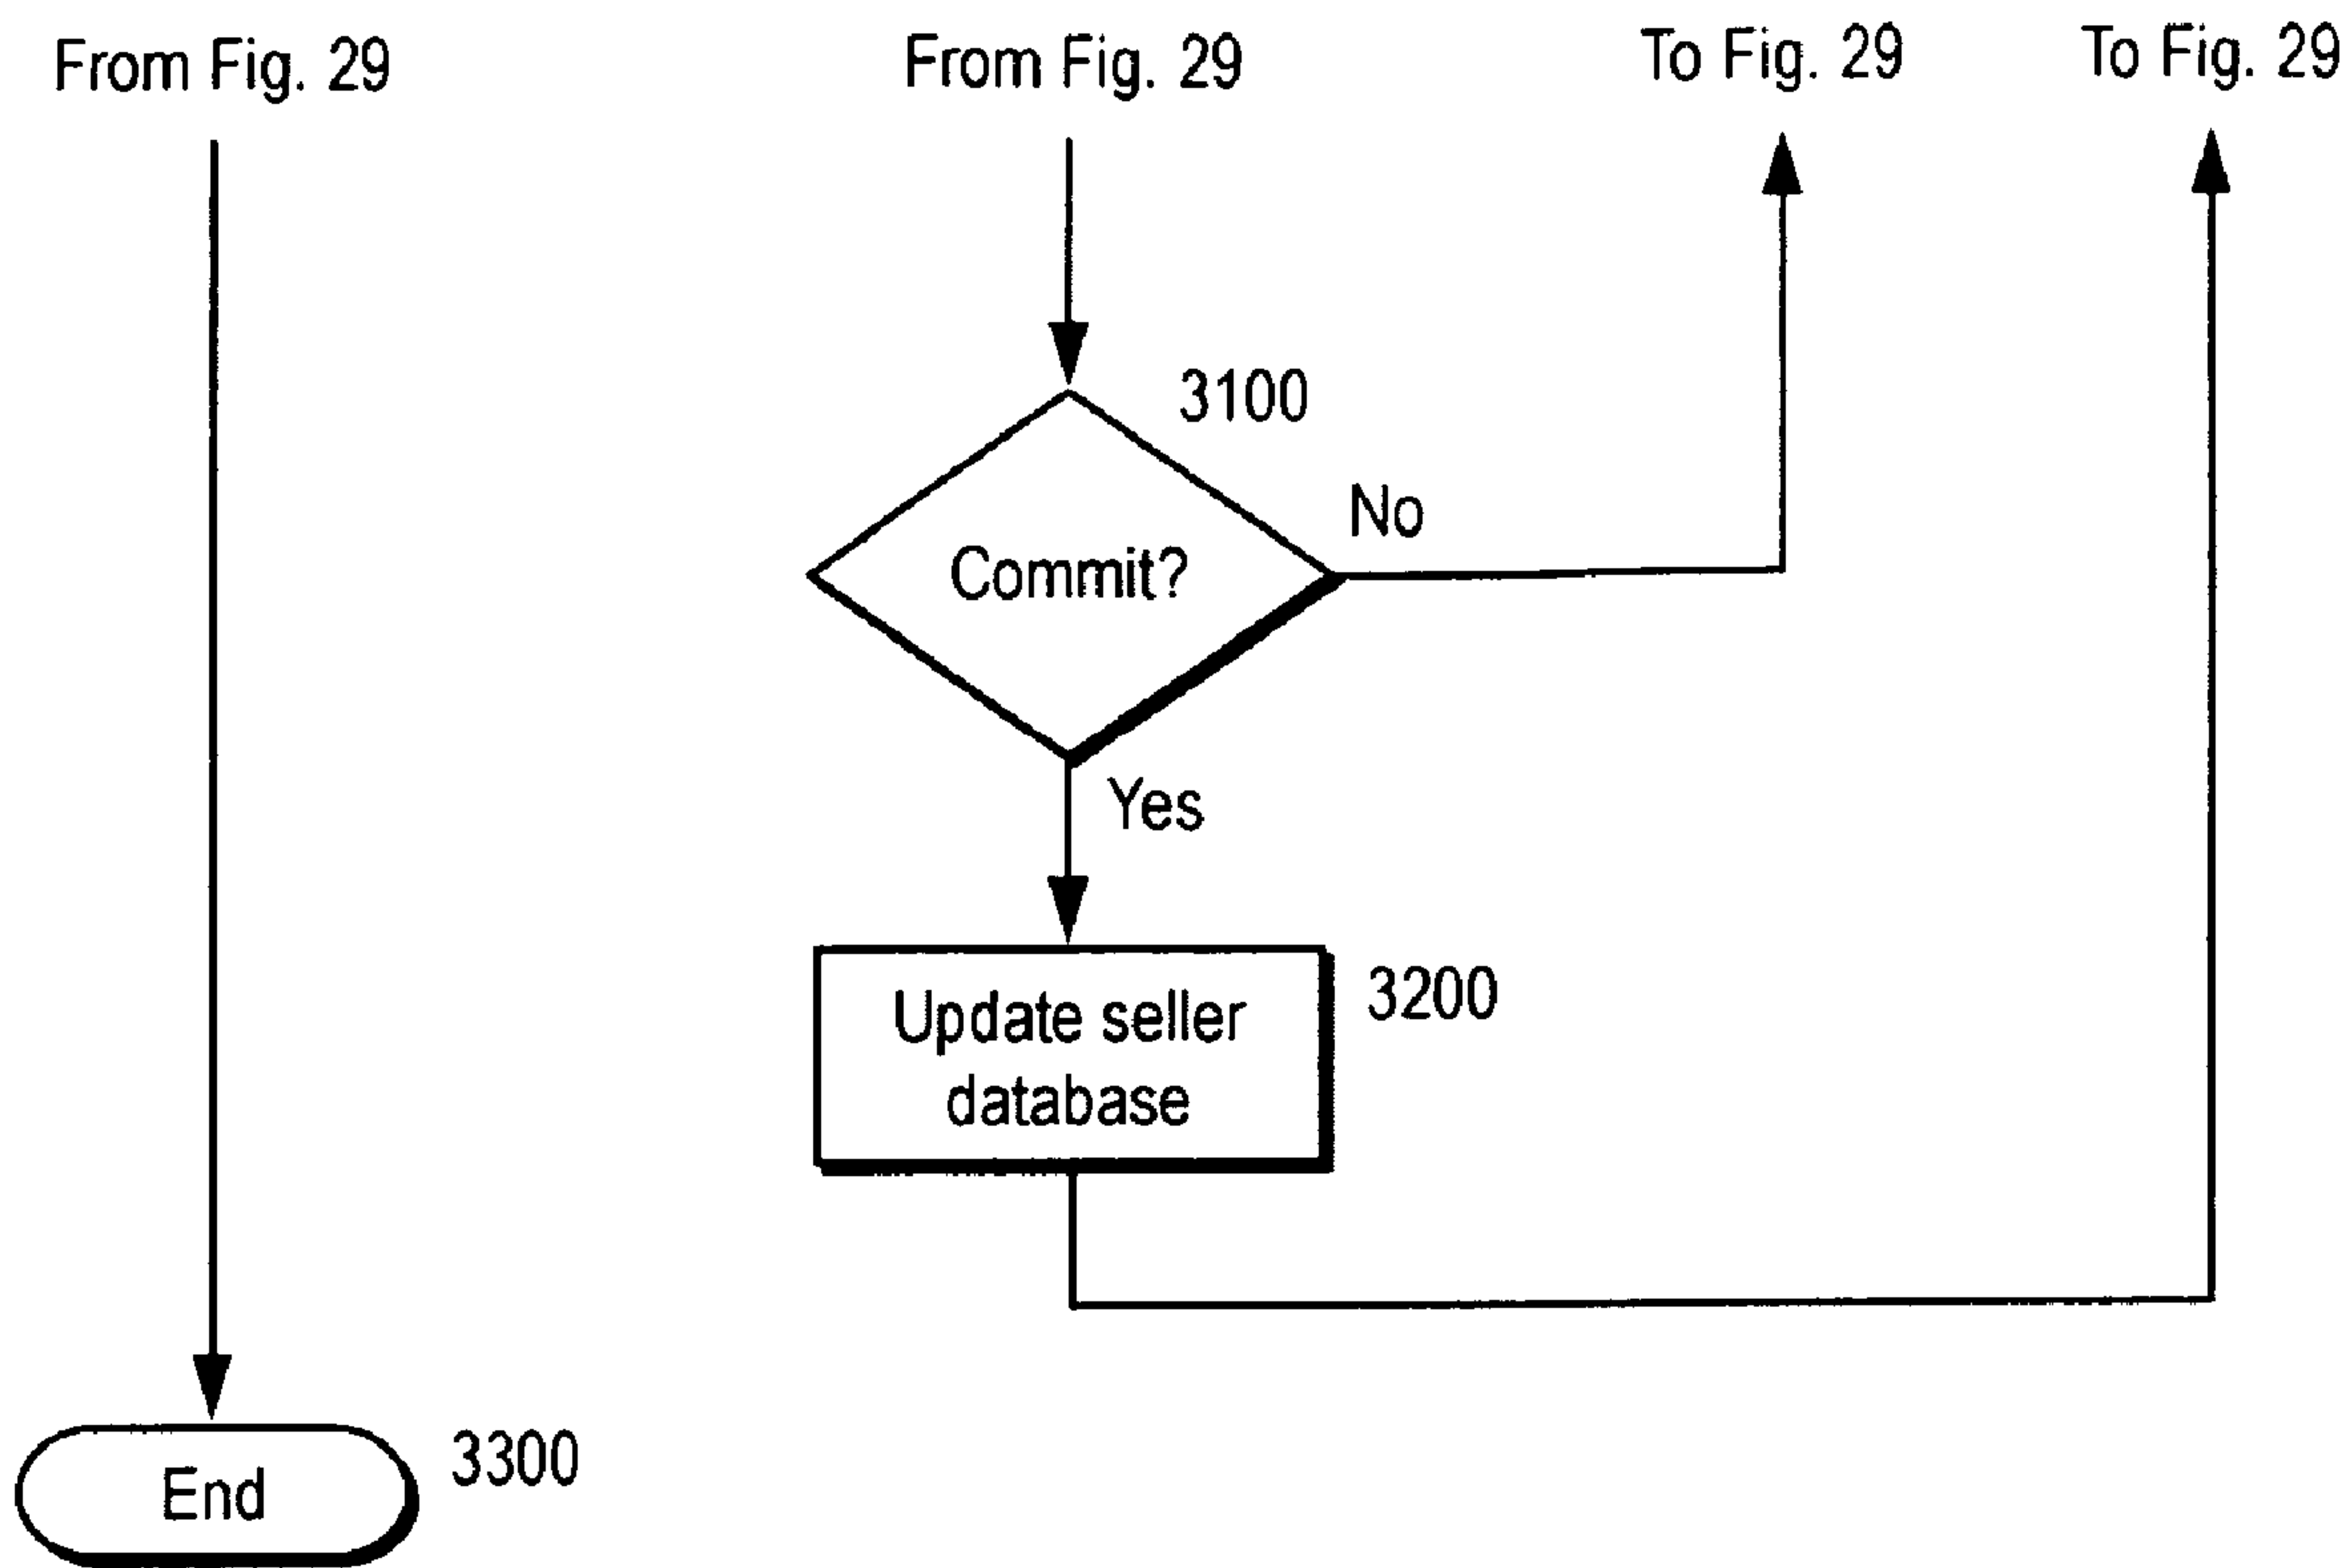 From Fig. 29
From Fig. 29
To Fig. 29
To Fig. 29
3100
No
Commit?
Yes
Update seller
database
3200
3300
End